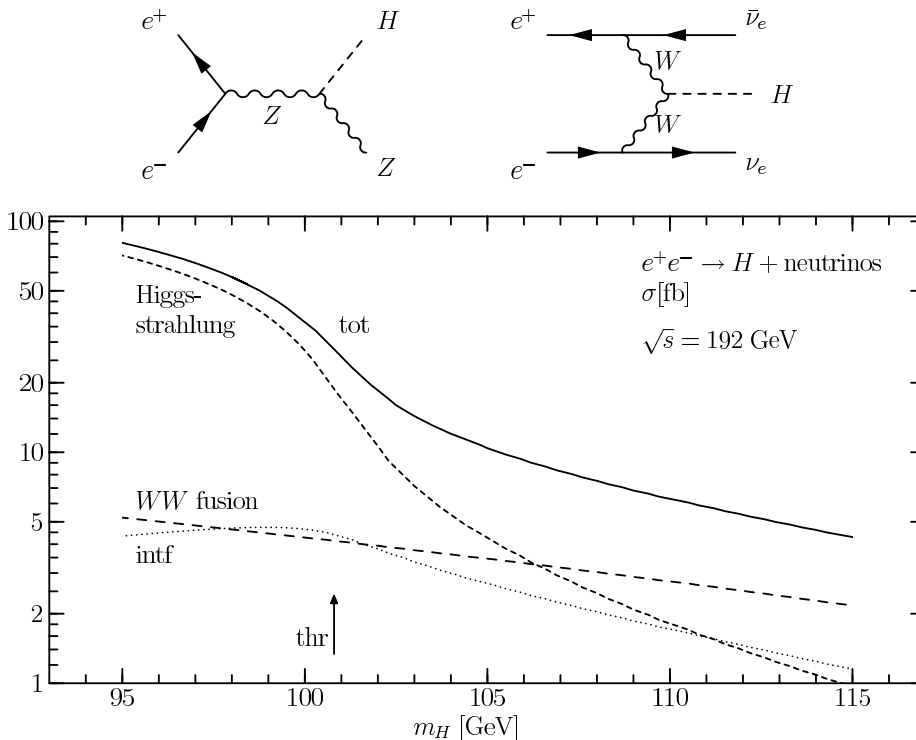 e⁺ H e⁺ ν̄ₑ
W
Z H
W
e⁻ Z e⁻ νₑ
100
50
20
10
5
2
1
e⁺e⁻ → H + neutrinos
σ[fb]
√s = 192 GeV
Higgs-
strahlung
tot
WW fusion
intf
thr
95 100 105 110 115
m_H [GeV]